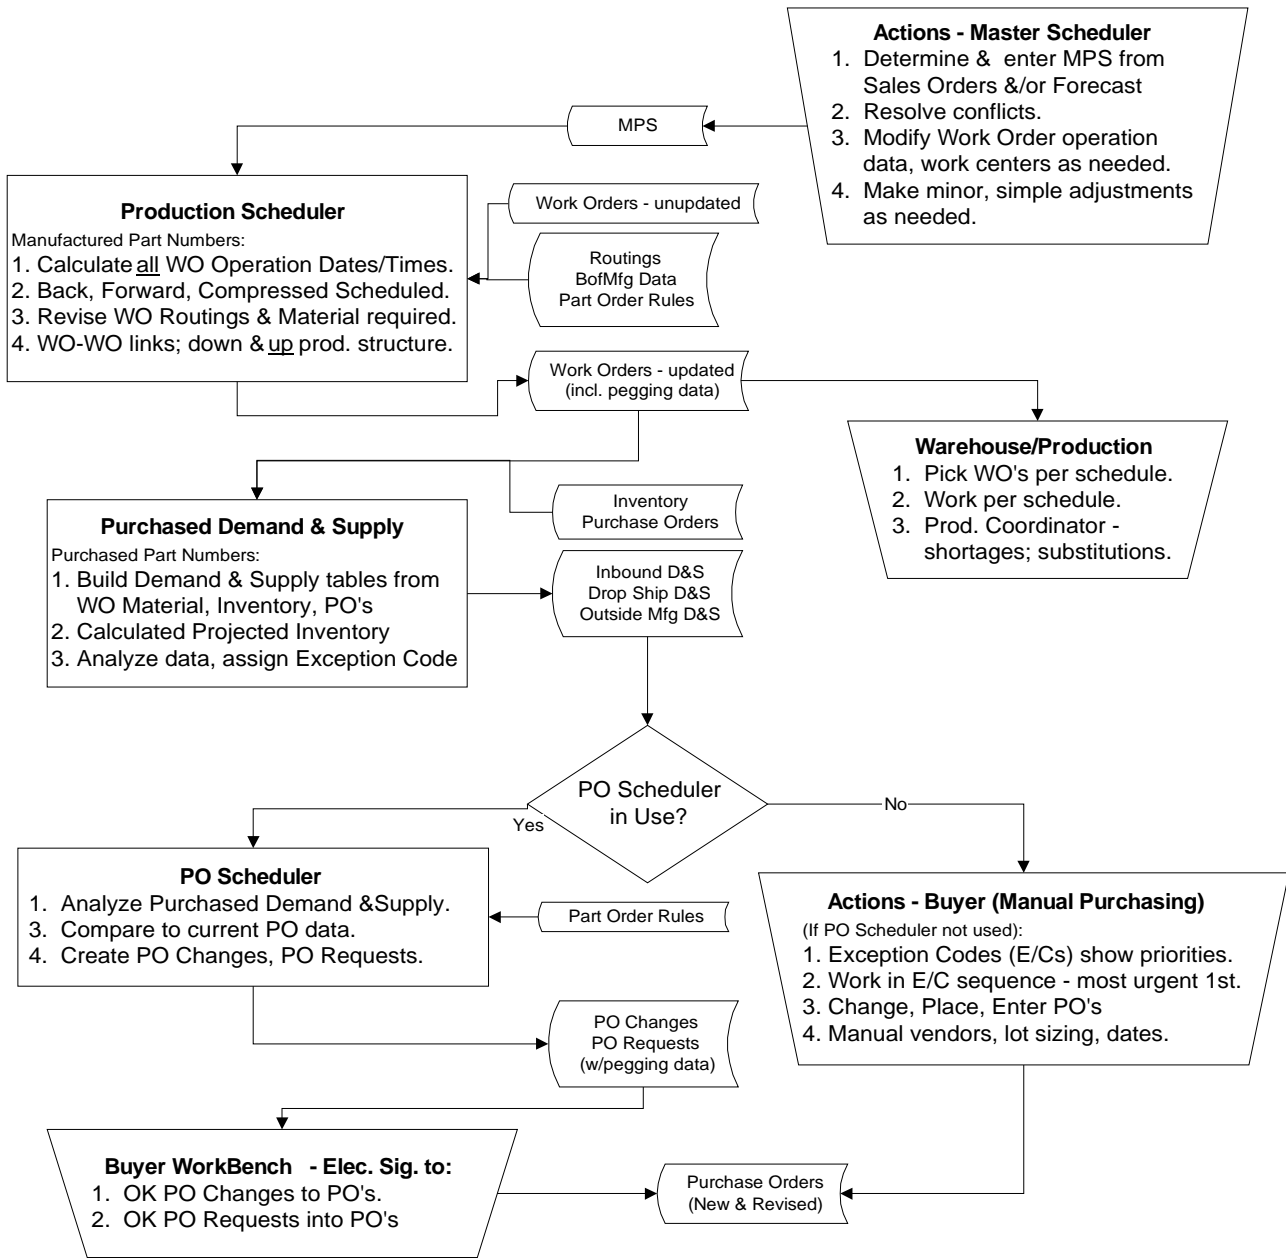 Actions - Master Scheduler
1. Determine & enter MPS from
Sales Orders &/or Forecast
2. Resolve conflicts.
3. Modify Work Order operation
data, work centers as needed.
4. Make minor, simple adjustments
as needed.
MPS
Production Scheduler
Manufactured Part Numbers:
1. Calculate all WO Operation Dates/Times.
2. Back, Forward, Compressed Scheduled.
3. Revise WO Routings & Material required.
4. WO-WO links; down & up prod. structure.
Work Orders - unupdated
Routings
BofMfg Data
Part Order Rules
Work Orders - updated
(incl. pegging data)
Warehouse/Production
1. Pick WO's per schedule.
2. Work per schedule.
3. Prod. Coordinator -
shortages; substitutions.
Inventory
Purchase Orders
Purchased Demand & Supply
Purchased Part Numbers:
1. Build Demand & Supply tables from
WO Material, Inventory, PO's
2. Calculated Projected Inventory
3. Analyze data, assign Exception Code
Inbound D&S
Drop Ship D&S
Outside Mfg D&S
PO Scheduler
in Use?
Yes
No
PO Scheduler
1. Analyze Purchased Demand &Supply.
3. Compare to current PO data.
4. Create PO Changes, PO Requests.
Part Order Rules
Actions - Buyer (Manual Purchasing)
(If PO Scheduler not used):
1. Exception Codes (E/Cs) show priorities.
2. Work in E/C sequence - most urgent 1st.
3. Change, Place, Enter PO's
4. Manual vendors, lot sizing, dates.
PO Changes
PO Requests
(w/pegging data)
Buyer WorkBench - Elec. Sig. to:
1. OK PO Changes to PO's.
2. OK PO Requests into PO's
Purchase Orders
(New & Revised)